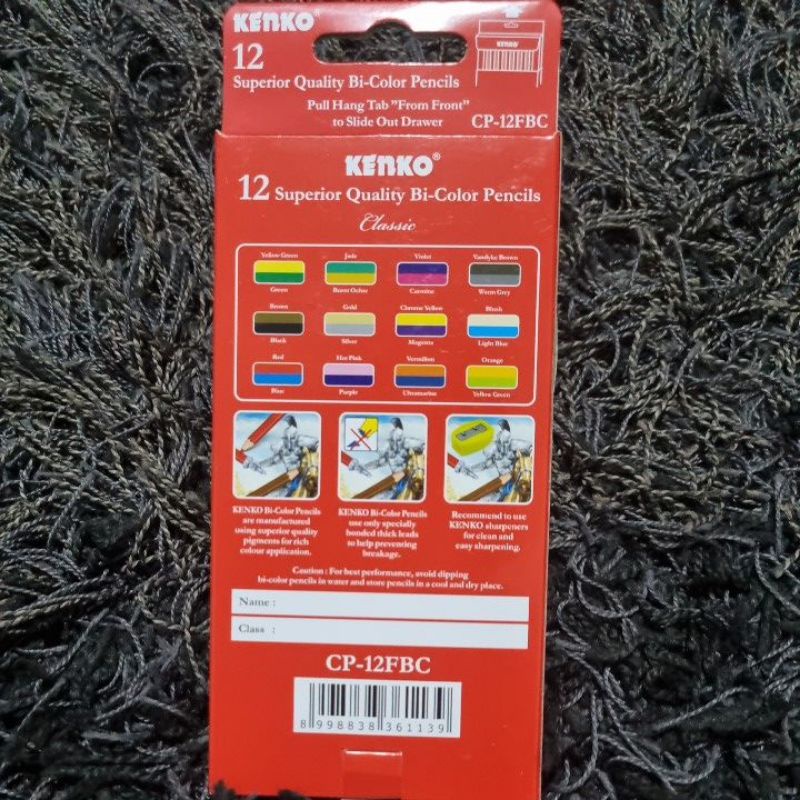 KENKO®
12
Superior Quality Bi-Color Pencils
Pull Hang Tab "From Front"
to Slide Out Drawer
CP-12FBC
KENKO
KENKO®
12 Superior Quality Bi-Color Pencils
Classic
Yellow Green Jade Violet Vandyke Brown
Green Burnt Ochre Carmine Warm Grey
Brown Gold Chrome Yellow Blush
Black Silver Magenta Light Blue
Red Hot Pink Vermilion Orange
Blue Purple Ultramarine Yellow Green
KENKO Bi-Color Pencils
are manufactured
using superior quality
pigments for rich
colour application.
KENKO Bi-Color Pencils
use only specially
bonded thick leads
to help preventing
breakage.
Recommend to use
KENKO sharpeners
for clean and
easy sharpening.
Caution : For best performance, avoid dipping
bi-color pencils in water and store pencils in a cool and dry place.
Name :
Class :
CP-12FBC
8 998838 361139